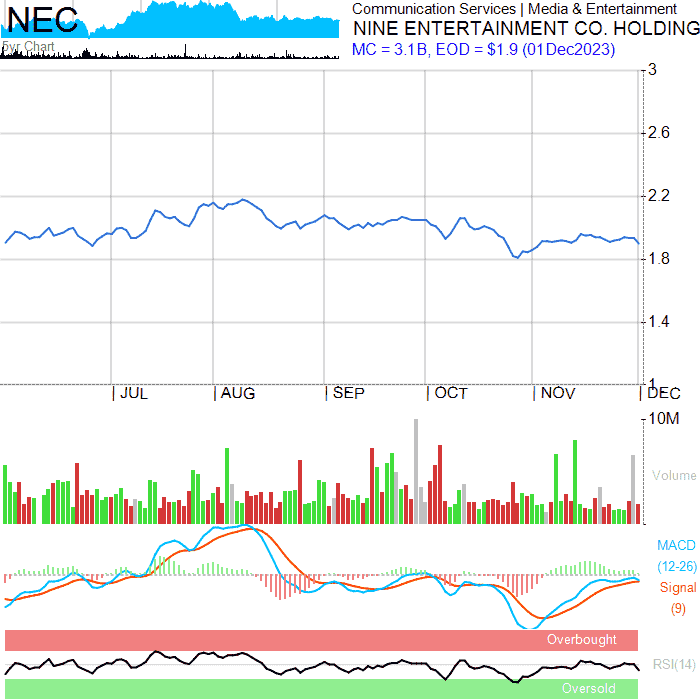 NEC
5yr Chart
Communication Services | Media & Entertainment
NINE ENTERTAINMENT CO. HOLDING
MC = 3.1B, EOD = $1.9 (01Dec2023)
3
2.6
2.2
1.8
1.4
1
| JUL | AUG | SEP | OCT | NOV | DEC
10M
Volume
MACD
(12-26)
Signal
(9)
Overbought
RSI(14)
Oversold